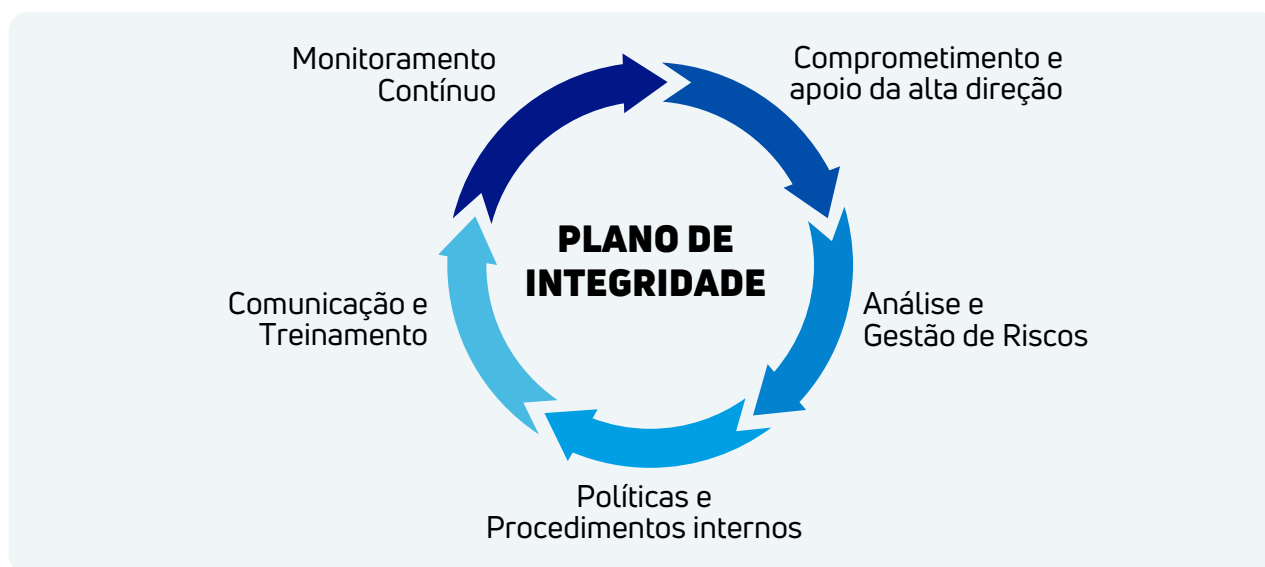 Monitoramento
Contínuo
Comprometimento e
apoio da alta direção
PLANO DE
INTEGRIDADE
Comunicação e
Treinamento
Análise e
Gestão de Riscos
Políticas e
Procedimentos internos